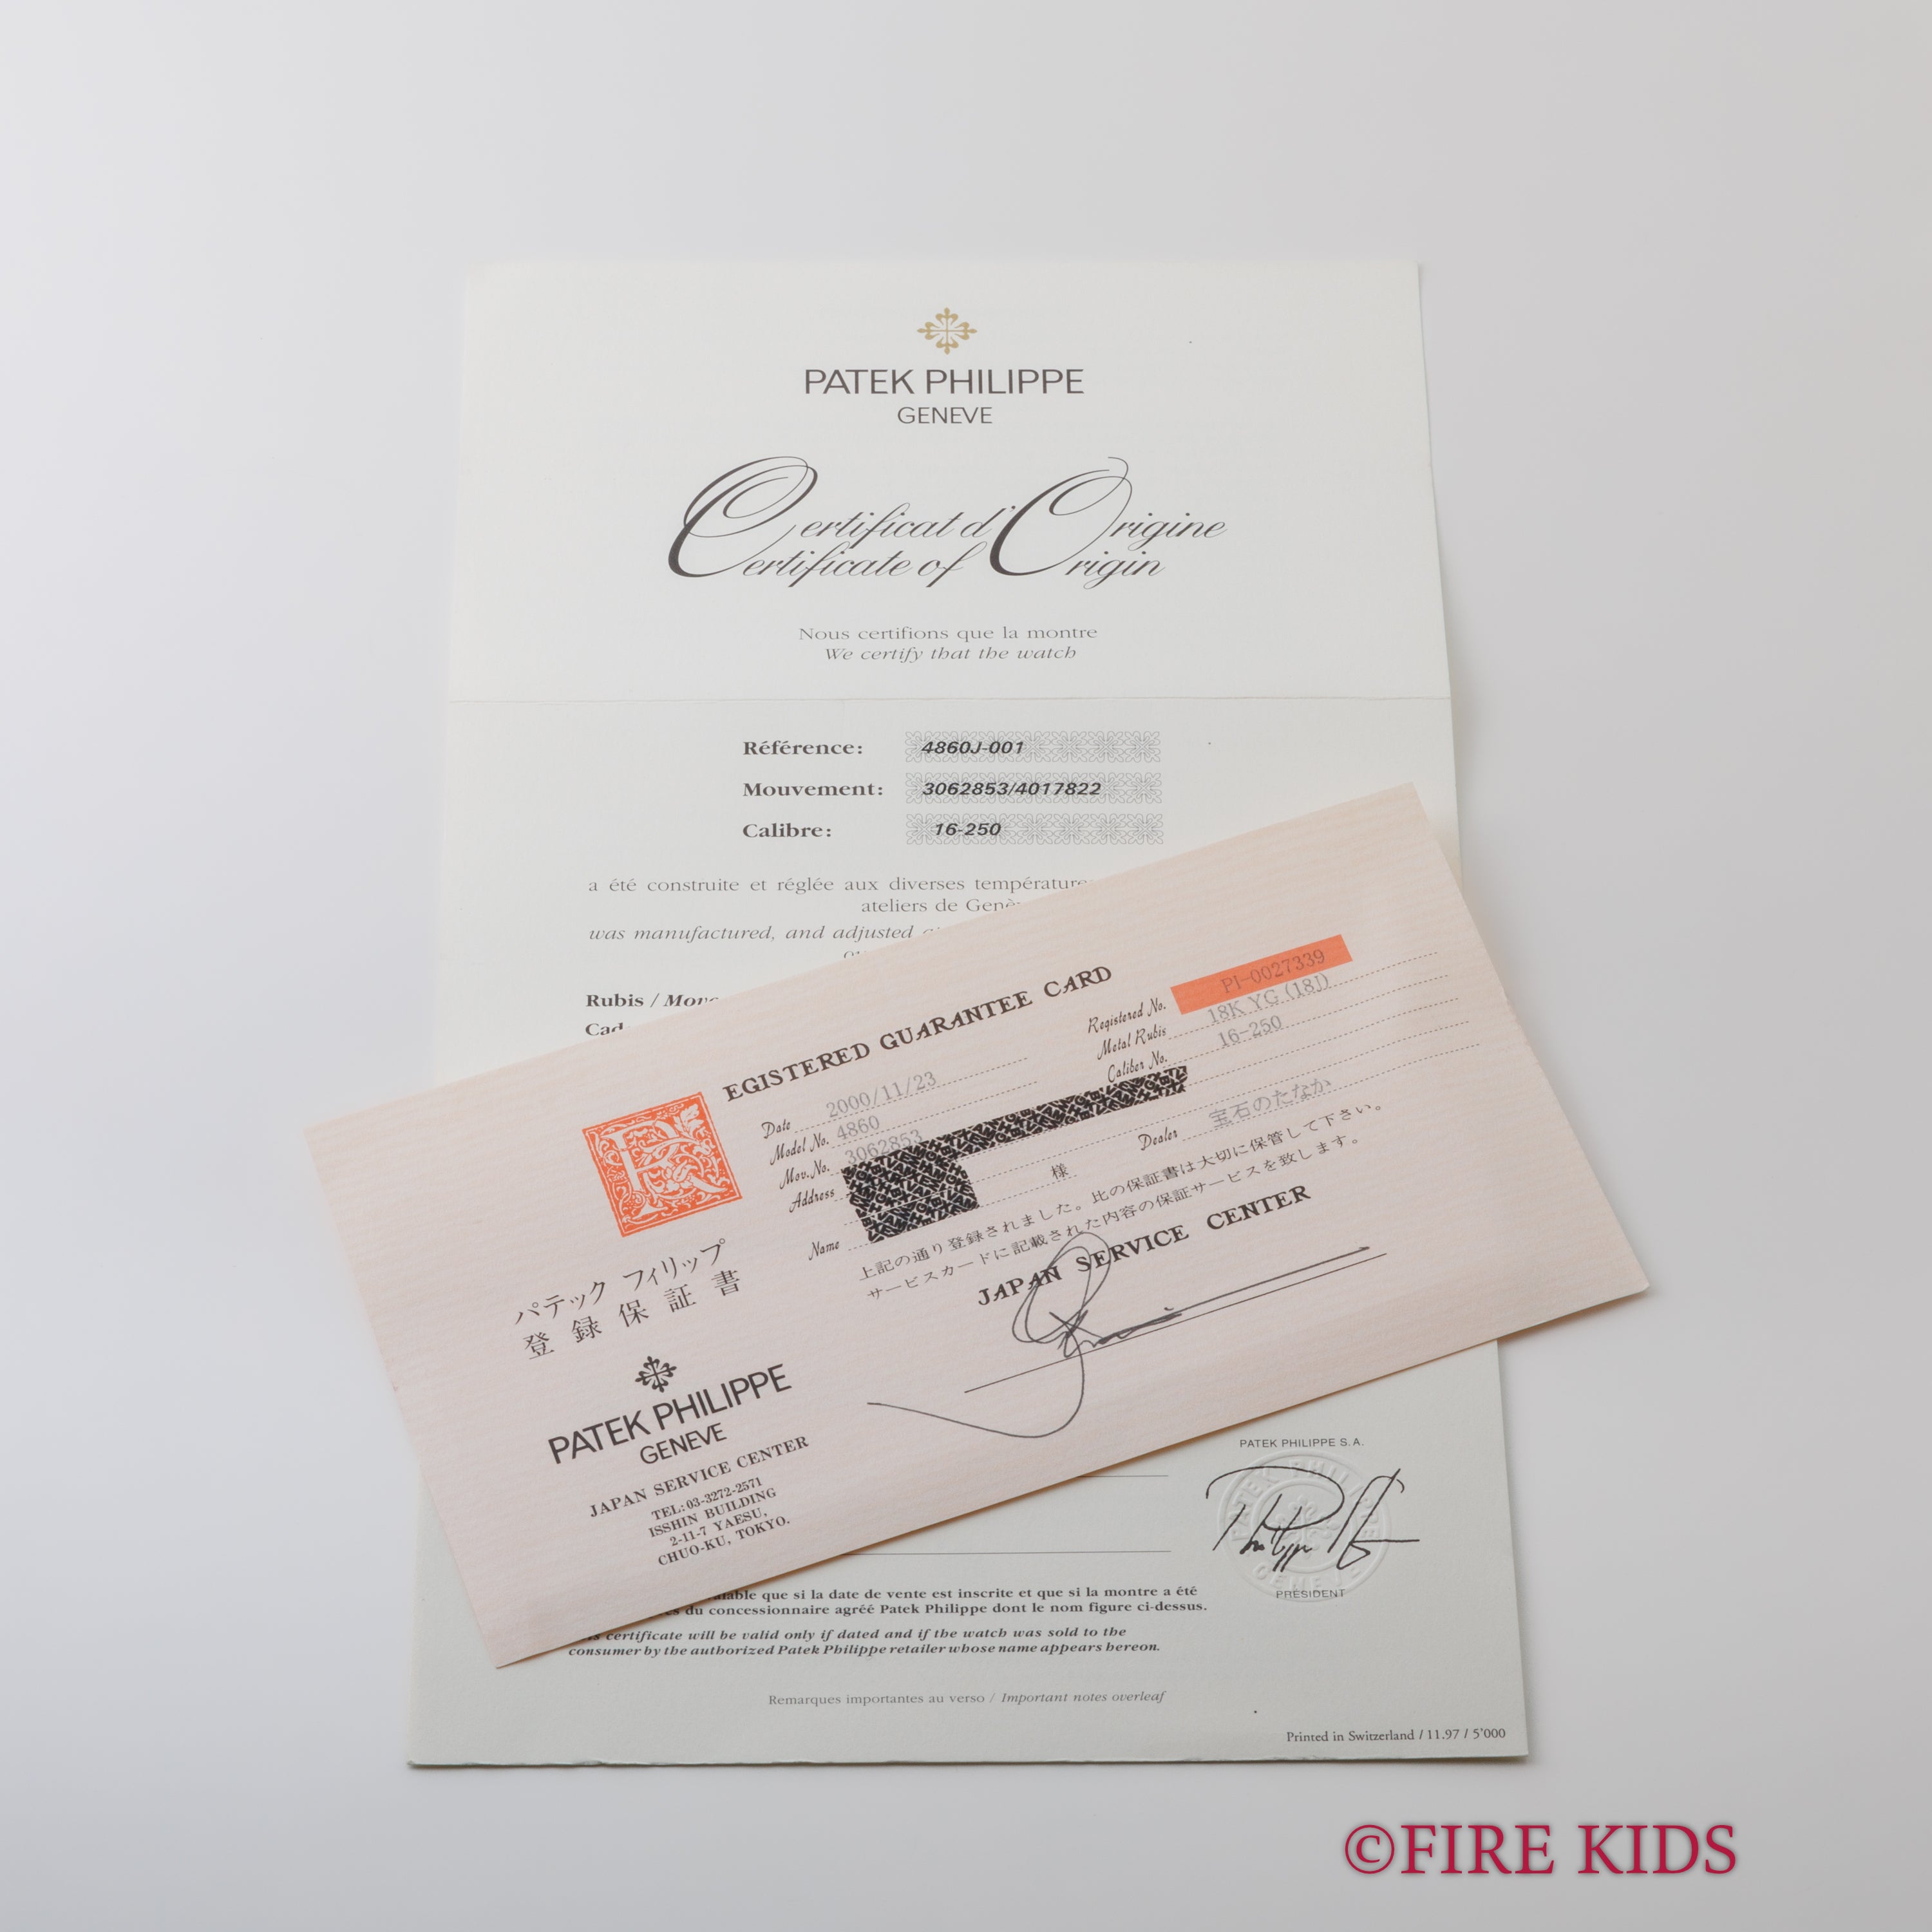 PATEK PHILIPPE
GENEVE
Certificat d'Origine
Certificate of Origin
Nous certifions que la montre
We certify that the watch
Référence: 4860J-001
Mouvement: 3062853/4017822
Calibre: 16-250
a été construite et réglée aux diverses températures
ateliers de Genè
was manufactured, and adjusted
Rubis / Move
Cad
REGISTERED GUARANTEE CARD
Date 2000/11/23
Model No. 4860
Mov.No. 3062853
Address
Name 様
Registered No. PI-0027339
Metal Rubis 18K YG (18J)
Caliber No. 16-250
Dealer 宝石のたなか
上記の通り登録されました。比の保証書は大切に保管して下さい。
サービスカードに記載された内容の保証サービスを致します。
JAPAN SERVICE CENTER
パテック フィリップ
登録保証書
PATEK PHILIPPE
GENEVE
JAPAN SERVICE CENTER
TEL: 03-3272-2571
ISSHIN BUILDING
2-11-7 YAESU,
CHUO-KU, TOKYO.
PATEK PHILIPPE S.A.
PATEK PHILIPPE
GENEVE
PRESIDENT
able que si la date de vente est inscrite et que si la montre a été
du concessionnaire agréé Patek Philippe dont le nom figure ci-dessus.
certificate will be valid only if dated and if the watch was sold to the
consumer by the authorized Patek Philippe retailer whose name appears hereon.
Remarques importantes au verso / Important notes overleaf
Printed in Switzerland / 11.97 / 5'000
©FIRE KIDS